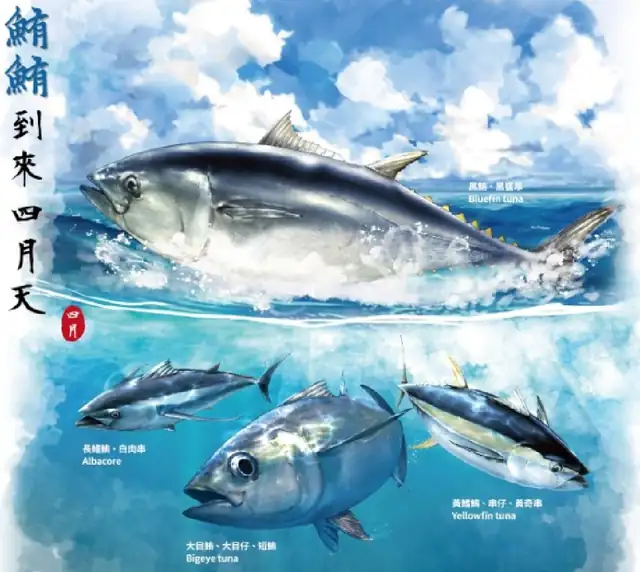 鮪鮪到來四月天
四月
黑鮪、黑甕串
Bluefin tuna
長鰭鮪、白肉串
Albacore
黃鰭鮪、串仔、黃奇串
Yellowfin tuna
大目鮪、大目仔、短鮪
Bigeye tuna